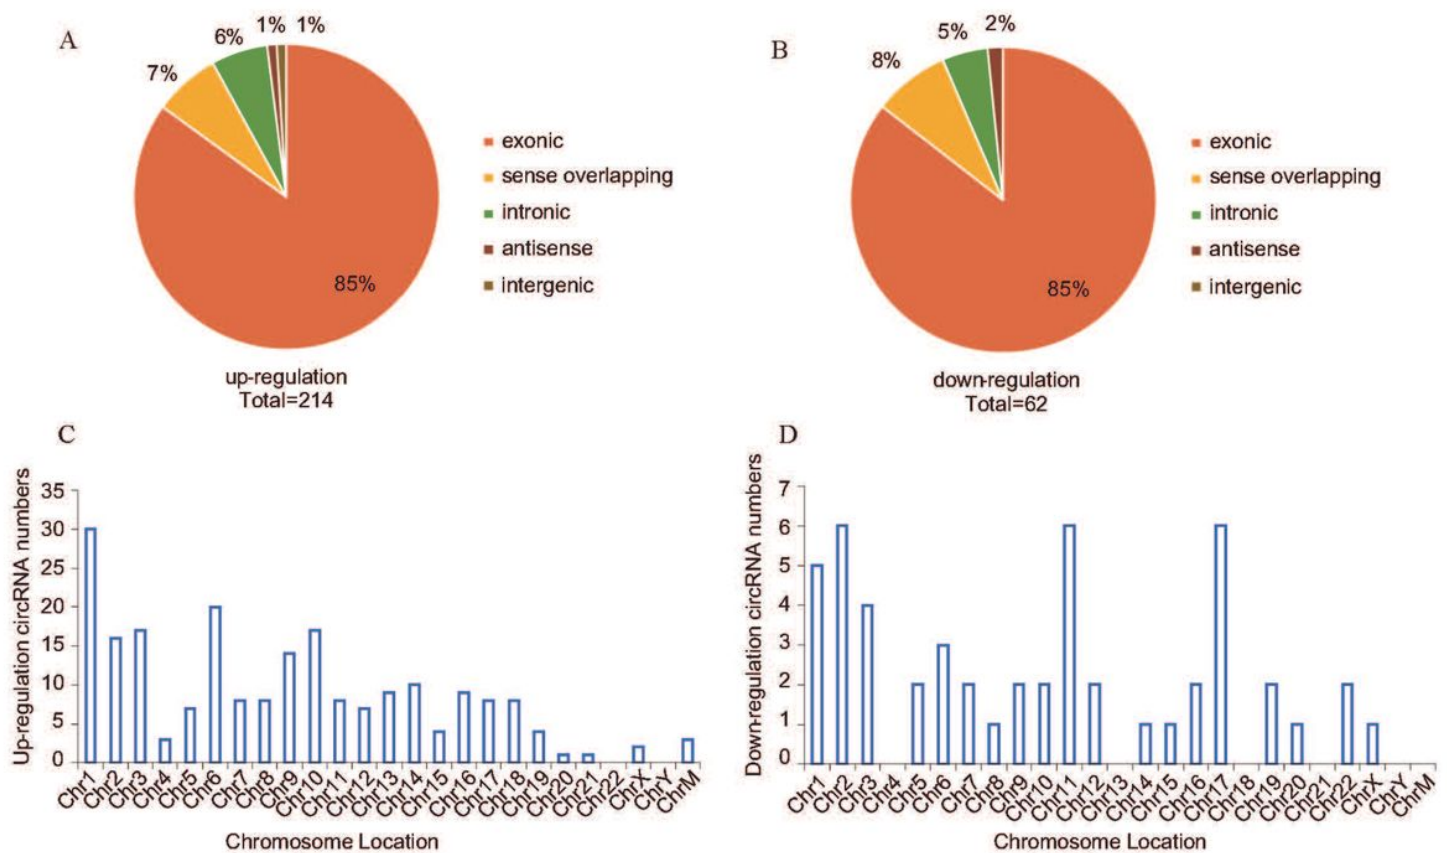 A
6%
1%
1%
7%
85%
exonic
sense overlapping
intronic
antisense
intergenic
up-regulation
Total=214
B
8%
5%
2%
85%
exonic
sense overlapping
intronic
antisense
intergenic
down-regulation
Total=62
C
Up-regulation circRNA numbers
35
30
25
20
15
10
5
0
Chr1
Chr2
Chr3
Chr4
Chr5
Chr6
Chr7
Chr8
Chr9
Chr10
Chr11
Chr12
Chr13
Chr14
Chr15
Chr16
Chr17
Chr18
Chr19
Chr20
Chr21
Chr22
ChrX
ChrY
ChrM
Chromosome Location
D
Down-regulation circRNA numbers
7
6
5
4
3
2
1
0
Chr1
Chr2
Chr3
Chr4
Chr5
Chr6
Chr7
Chr8
Chr9
Chr10
Chr11
Chr12
Chr13
Chr14
Chr15
Chr16
Chr17
Chr18
Chr19
Chr20
Chr21
Chr22
ChrX
ChrY
ChrM
Chromosome Location